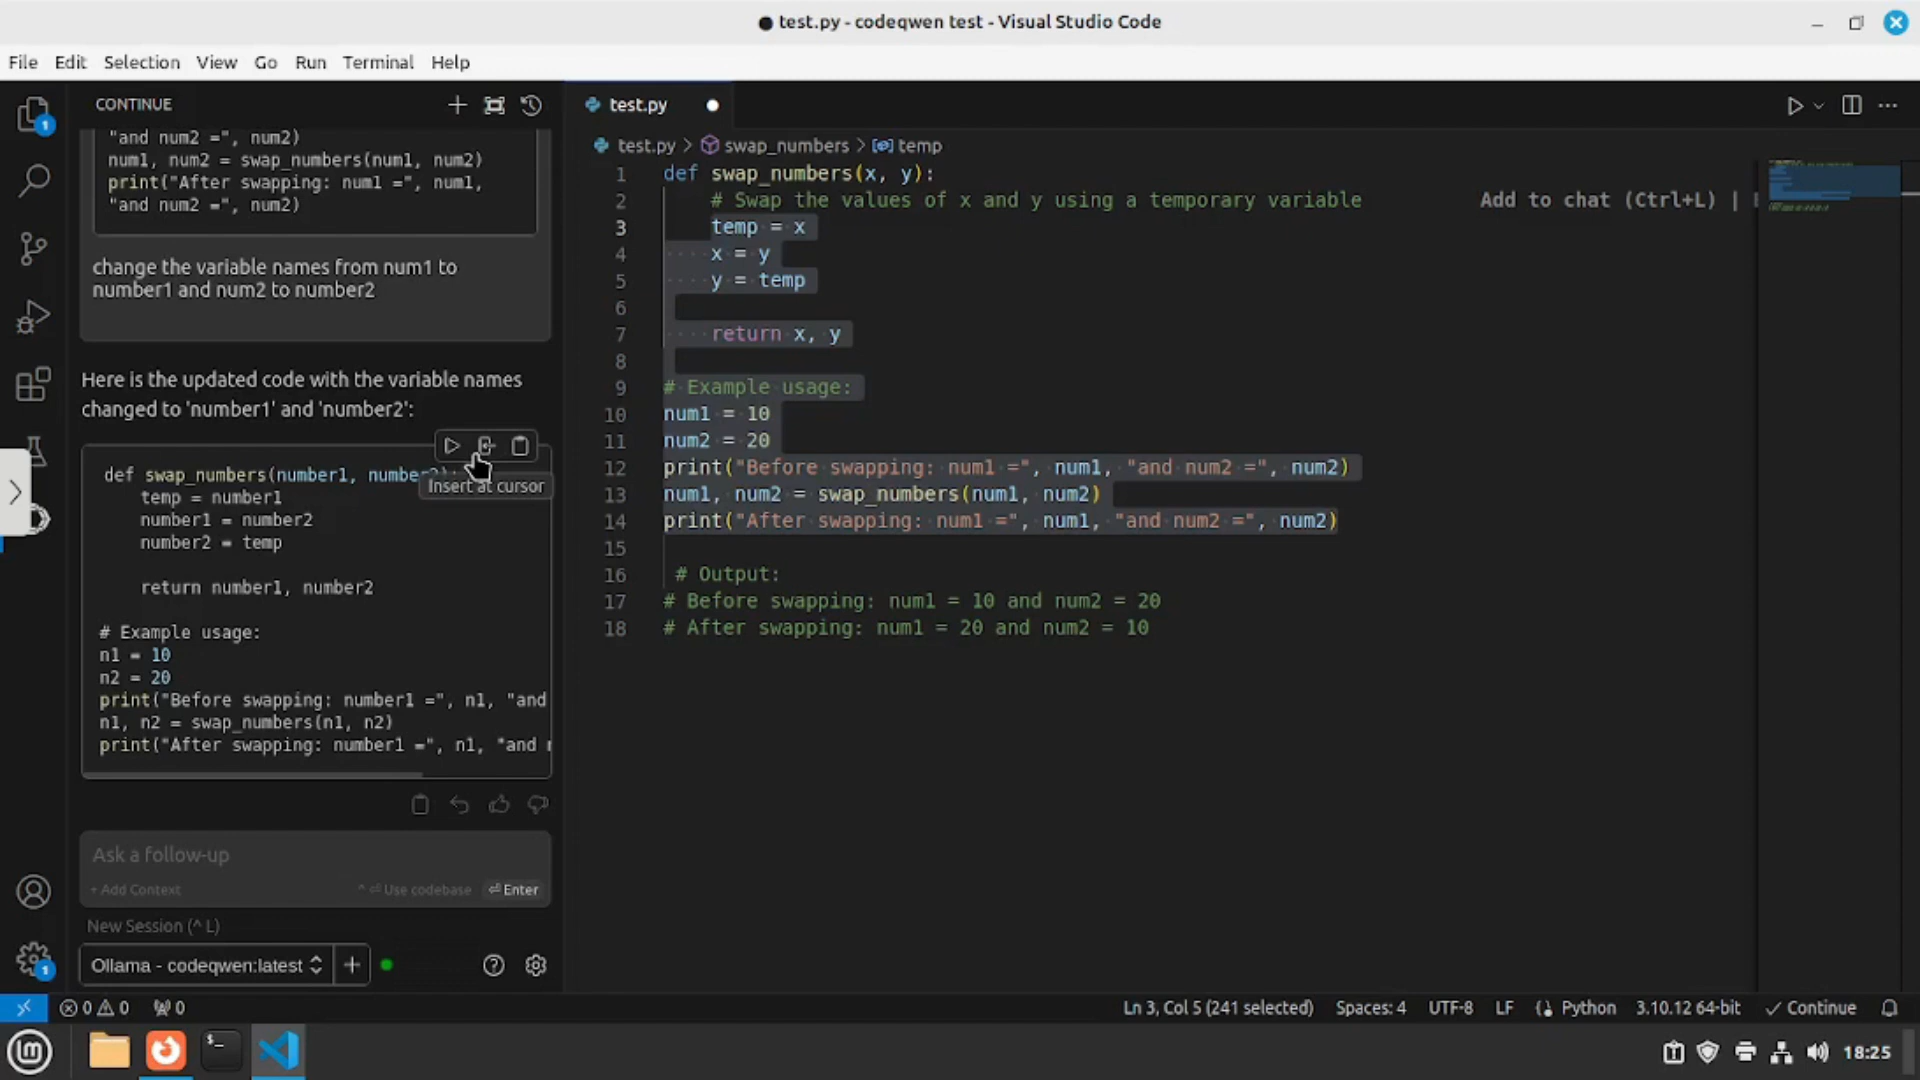 test.py - codeqwen test - Visual Studio Code
File Edit Selection View Go Run Terminal Help
CONTINUE
"and num2 =", num2)
num1, num2 = swap_numbers(num1, num2)
print("After swapping: num1 =", num1,
"and num2 =", num2)
change the variable names from num1 to
number1 and num2 to number2
Here is the updated code with the variable names
changed to 'number1' and 'number2':
def swap_numbers(number1,
Insert at cursor
temp = number1
number1 = number2
number2 = temp
return number1, number2
# Example usage:
n1 = 10
n2 = 20
print("Before swapping: number1 =", n1, "and
n1, n2 = swap_numbers(n1, n2)
print("After swapping: number1 =", n1, "and
Ask a follow-up
+ Add Context ^ ⏎ Use codebase ⏎ Enter
New Session (^ L)
Ollama - codeqwen:latest
test.py
test.py > swap_numbers > temp
1 def swap_numbers(x, y):
2 # Swap the values of x and y using a temporary variable Add to chat (Ctrl+L) |
3 temp = x
4 x = y
5 y = temp
6
7 return x, y
8
9 # Example usage:
10 num1 = 10
11 num2 = 20
12 print("Before swapping: num1 =", num1, "and num2 =", num2)
13 num1, num2 = swap_numbers(num1, num2)
14 print("After swapping: num1 =", num1, "and num2 =", num2)
15
16 # Output:
17 # Before swapping: num1 = 10 and num2 = 20
18 # After swapping: num1 = 20 and num2 = 10
0 0 0 Ln 3, Col 5 (241 selected) Spaces: 4 UTF-8 LF Python 3.10.12 64-bit Continue
18:25